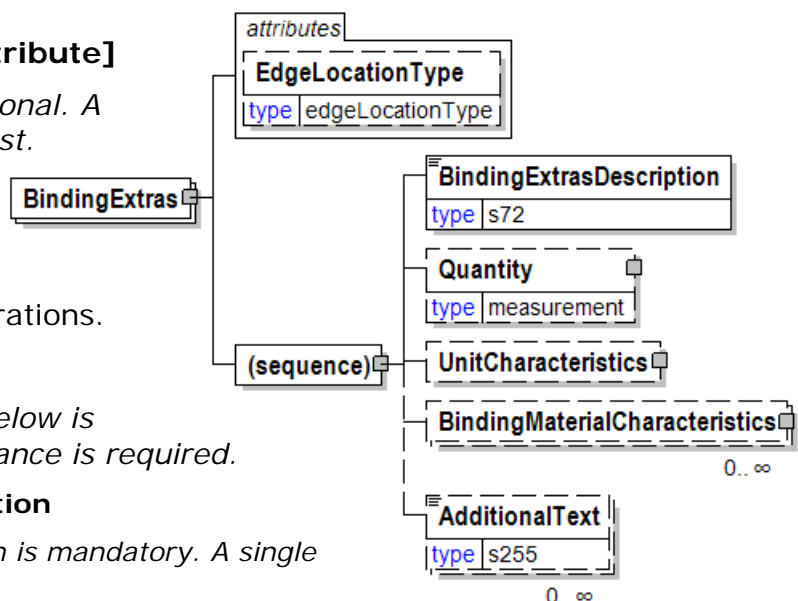 tribute]
onal. A
st.
rations.
elow is
ance is required.
tion
n is mandatory. A single
attributes
EdgeLocationType
type edgeLocationType
BindingExtras
BindingExtrasDescription
type s72
Quantity
type measurement
(sequence)
UnitCharacteristics
BindingMaterialCharacteristics
0.. ∞
AdditionalText
type s255
0.. ∞